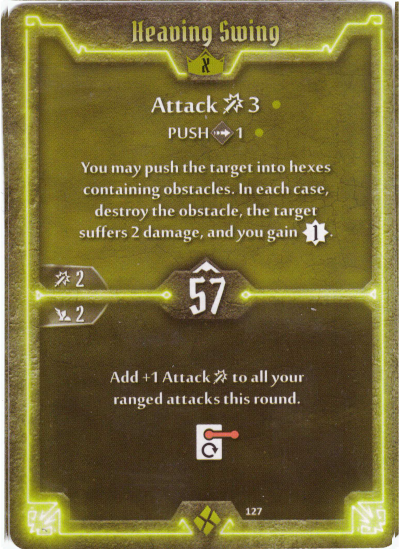 Heaving Swing
א
Attack 3
PUSH 1
You may push the target into hexes
containing obstacles. In each case,
destroy the obstacle, the target
suffers 2 damage, and you gain 1.
2
57
2
Add +1 Attack to all your
ranged attacks this round.
127